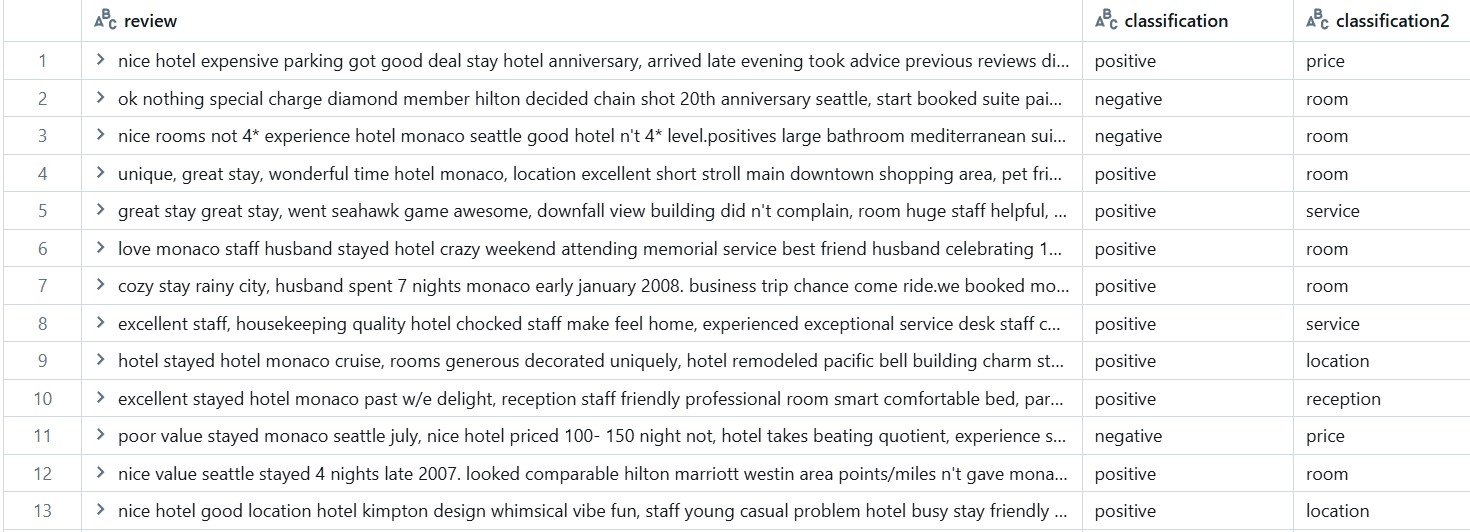 review classification classification2
1 nice hotel expensive parking got good deal stay hotel anniversary, arrived late evening took advice previous reviews di... positive price
2 ok nothing special charge diamond member hilton decided chain shot 20th anniversary seattle, start booked suite pai... negative room
3 nice rooms not 4* experience hotel monaco seattle good hotel n't 4* level.positives large bathroom mediterranean sui... negative room
4 unique, great stay, wonderful time hotel monaco, location excellent short stroll main downtown shopping area, pet fri... positive room
5 great stay great stay, went seahawk game awesome, downfall view building did n't complain, room huge staff helpful, ... positive service
6 love monaco staff husband stayed hotel crazy weekend attending memorial service best friend husband celebrating 1... positive room
7 cozy stay rainy city, husband spent 7 nights monaco early january 2008. business trip chance come ride.we booked mo... positive room
8 excellent staff, housekeeping quality hotel chocked staff make feel home, experienced exceptional service desk staff c... positive service
9 hotel stayed hotel monaco cruise, rooms generous decorated uniquely, hotel remodeled pacific bell building charm st... positive location
10 excellent stayed hotel monaco past w/e delight, reception staff friendly professional room smart comfortable bed, par... positive reception
11 poor value stayed monaco seattle july, nice hotel priced 100- 150 night not, hotel takes beating quotient, experience s... negative price
12 nice value seattle stayed 4 nights late 2007. looked comparable hilton marriott westin area points/miles n't gave mona... positive room
13 nice hotel good location hotel kimpton design whimsical vibe fun, staff young casual problem hotel busy stay friendly ... positive location